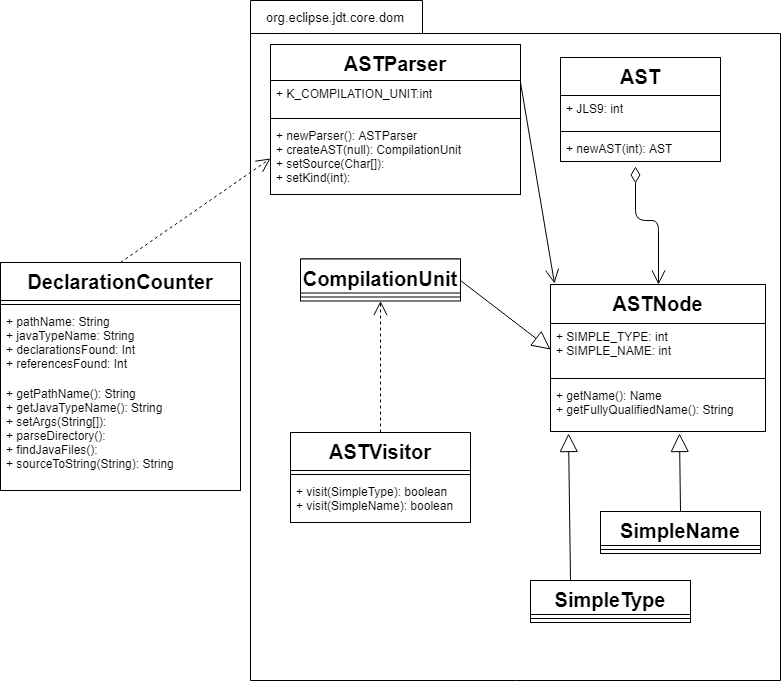 org.eclipse.jdt.core.dom
ASTParser
+ K_COMPILATION_UNIT:int
+ newParser(): ASTParser
+ createAST(null): CompilationUnit
+ setSource(Char[]):
+ setKind(int):
AST
+ JLS9: int
+ newAST(int): AST
DeclarationCounter
+ pathName: String
+ javaTypeName: String
+ declarationsFound: Int
+ referencesFound: Int
+ getPathName(): String
+ getJavaTypeName(): String
+ setArgs(String[]):
+ parseDirectory():
+ findJavaFiles():
+ sourceToString(String): String
CompilationUnit
ASTNode
+ SIMPLE_TYPE: int
+ SIMPLE_NAME: int
+ getName(): Name
+ getFullyQualifiedName(): String
ASTVisitor
+ visit(SimpleType): boolean
+ visit(SimpleName): boolean
SimpleName
SimpleType